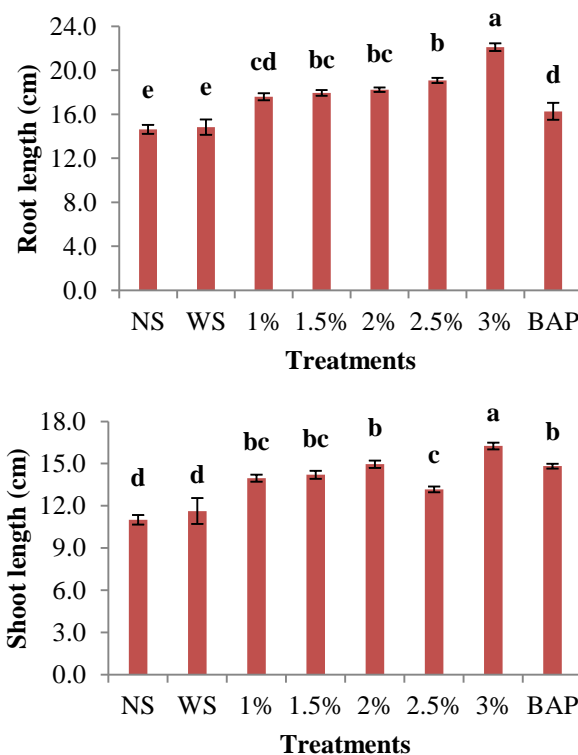 Root length (cm)
24.0
20.0
16.0
12.0
8.0
4.0
0.0
e e cd bc bc b a d
NS WS 1% 1.5% 2% 2.5% 3% BAP
Treatments
Shoot length (cm)
18.0
15.0
12.0
9.0
6.0
3.0
0.0
d d bc bc b c a b
NS WS 1% 1.5% 2% 2.5% 3% BAP
Treatments